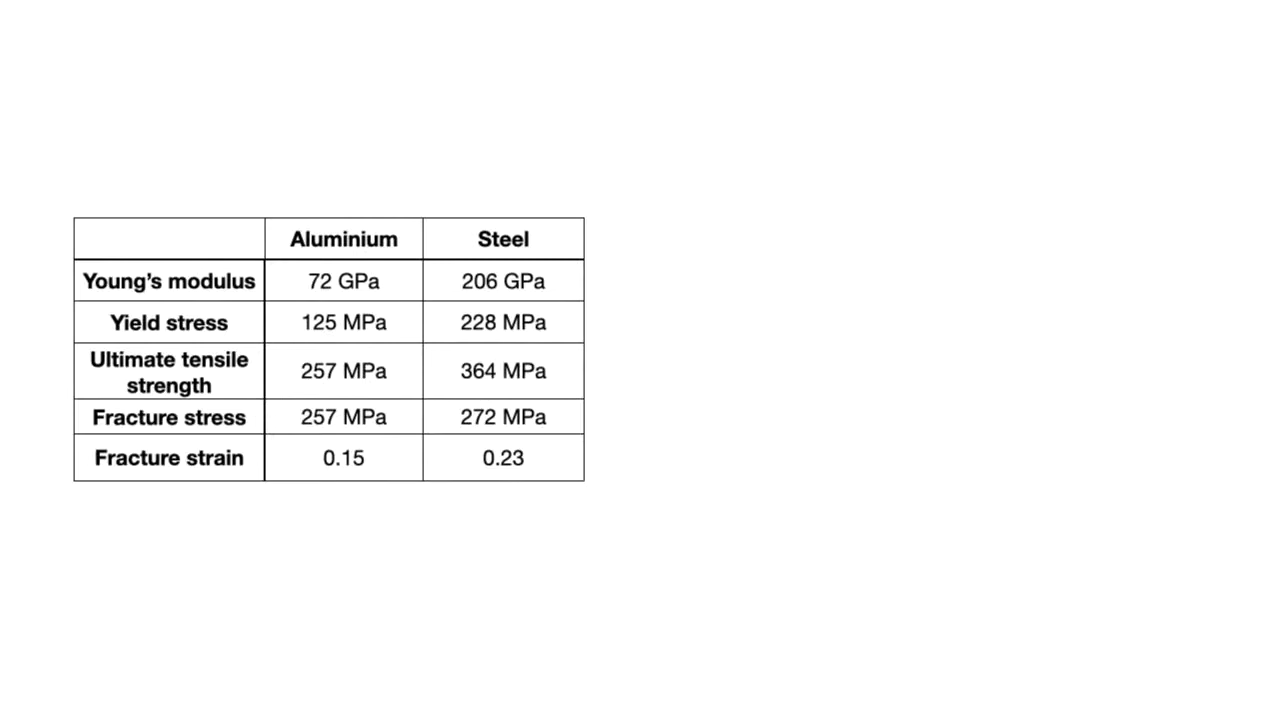 Aluminium Steel
Young’s modulus 72 GPa 206 GPa
Yield stress 125 MPa 228 MPa
Ultimate tensile
strength 257 MPa 364 MPa
Fracture stress 257 MPa 272 MPa
Fracture strain 0.15 0.23